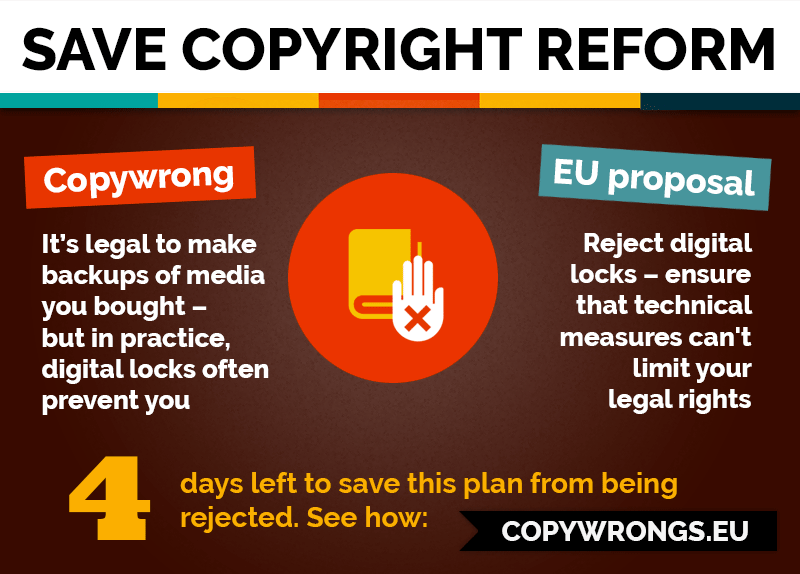 SAVE COPYRIGHT REFORM
Copywrong
It's legal to make
backups of media
you bought –
but in practice,
digital locks often
prevent you
EU proposal
Reject digital
locks – ensure
that technical
measures can't
limit your
legal rights
4
days left to save this plan from being
rejected. See how:
COPYWRONGS.EU